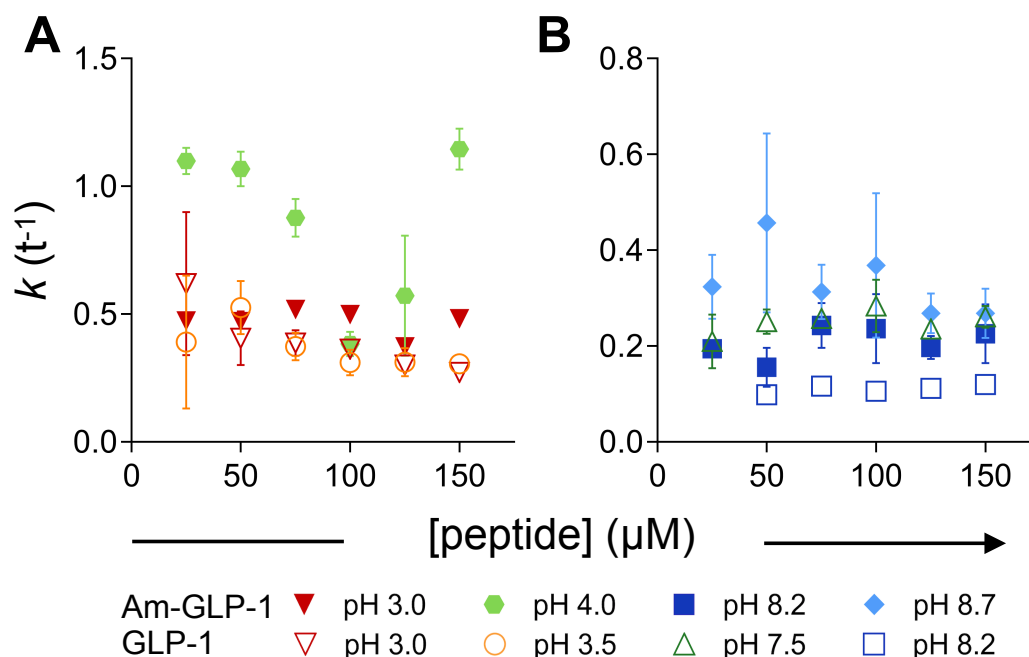 A B
1.5 0.8
1.0 0.6
0.5 0.4
0.0 0.2
0.0
k (t-1)
0 50 100 150 0 50 100 150
[peptide] (µM)
Am-GLP-1 pH 3.0 pH 4.0 pH 8.2 pH 8.7
GLP-1 pH 3.0 pH 3.5 pH 7.5 pH 8.2